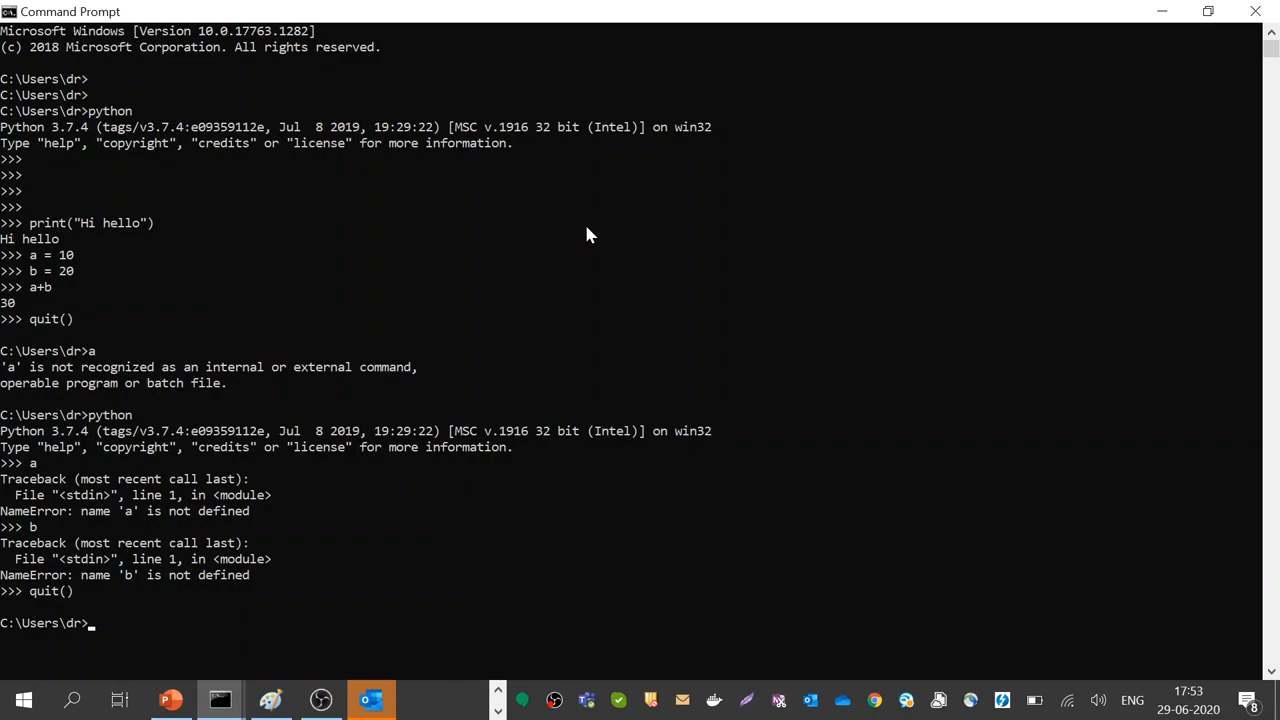 Command Prompt
Microsoft Windows [Version 10.0.17763.1282]
(c) 2018 Microsoft Corporation. All rights reserved.
C:\Users\dr>
C:\Users\dr>
C:\Users\dr>python
Python 3.7.4 (tags/v3.7.4:e09359112e, Jul  8 2019, 19:29:22) [MSC v.1916 32 bit (Intel)] on win32
Type "help", "copyright", "credits" or "license" for more information.
>>>
>>>
>>>
>>>
>>> print("Hi hello")
Hi hello
>>> a = 10
>>> b = 20
>>> a+b
30
>>> quit()
C:\Users\dr>a
'a' is not recognized as an internal or external command,
operable program or batch file.
C:\Users\dr>python
Python 3.7.4 (tags/v3.7.4:e09359112e, Jul  8 2019, 19:29:22) [MSC v.1916 32 bit (Intel)] on win32
Type "help", "copyright", "credits" or "license" for more information.
>>> a
Traceback (most recent call last):
  File "<stdin>", line 1, in <module>
NameError: name 'a' is not defined
>>> b
Traceback (most recent call last):
  File "<stdin>", line 1, in <module>
NameError: name 'b' is not defined
>>> quit()
C:\Users\dr>
ENG
17:53
29-06-2020
8